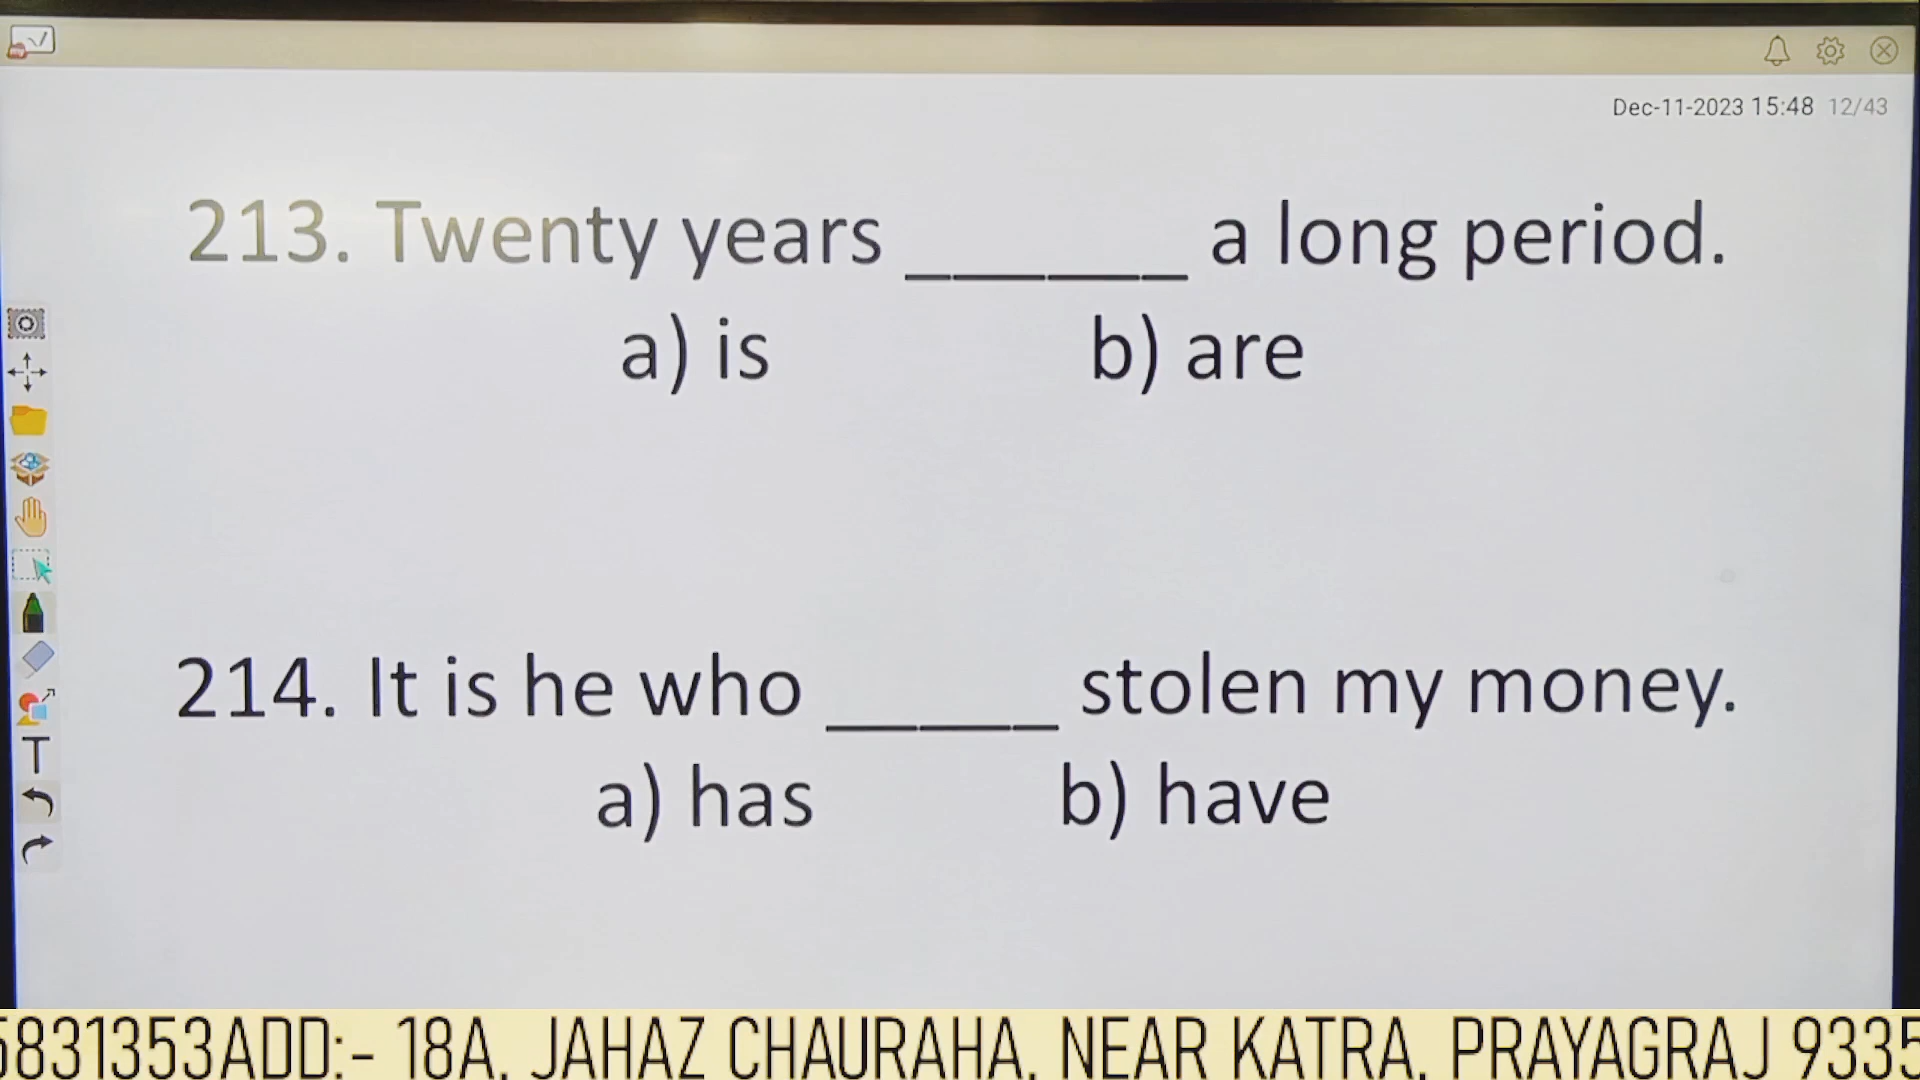 Dec-11-2023 15:48 12/43
213. Twenty years ______ a long period.
a) is b) are
214. It is he who _____ stolen my money.
a) has b) have
5831353ADD:- 18A, JAHAZ CHAURAHA, NEAR KATRA, PRAYAGRAJ 9335